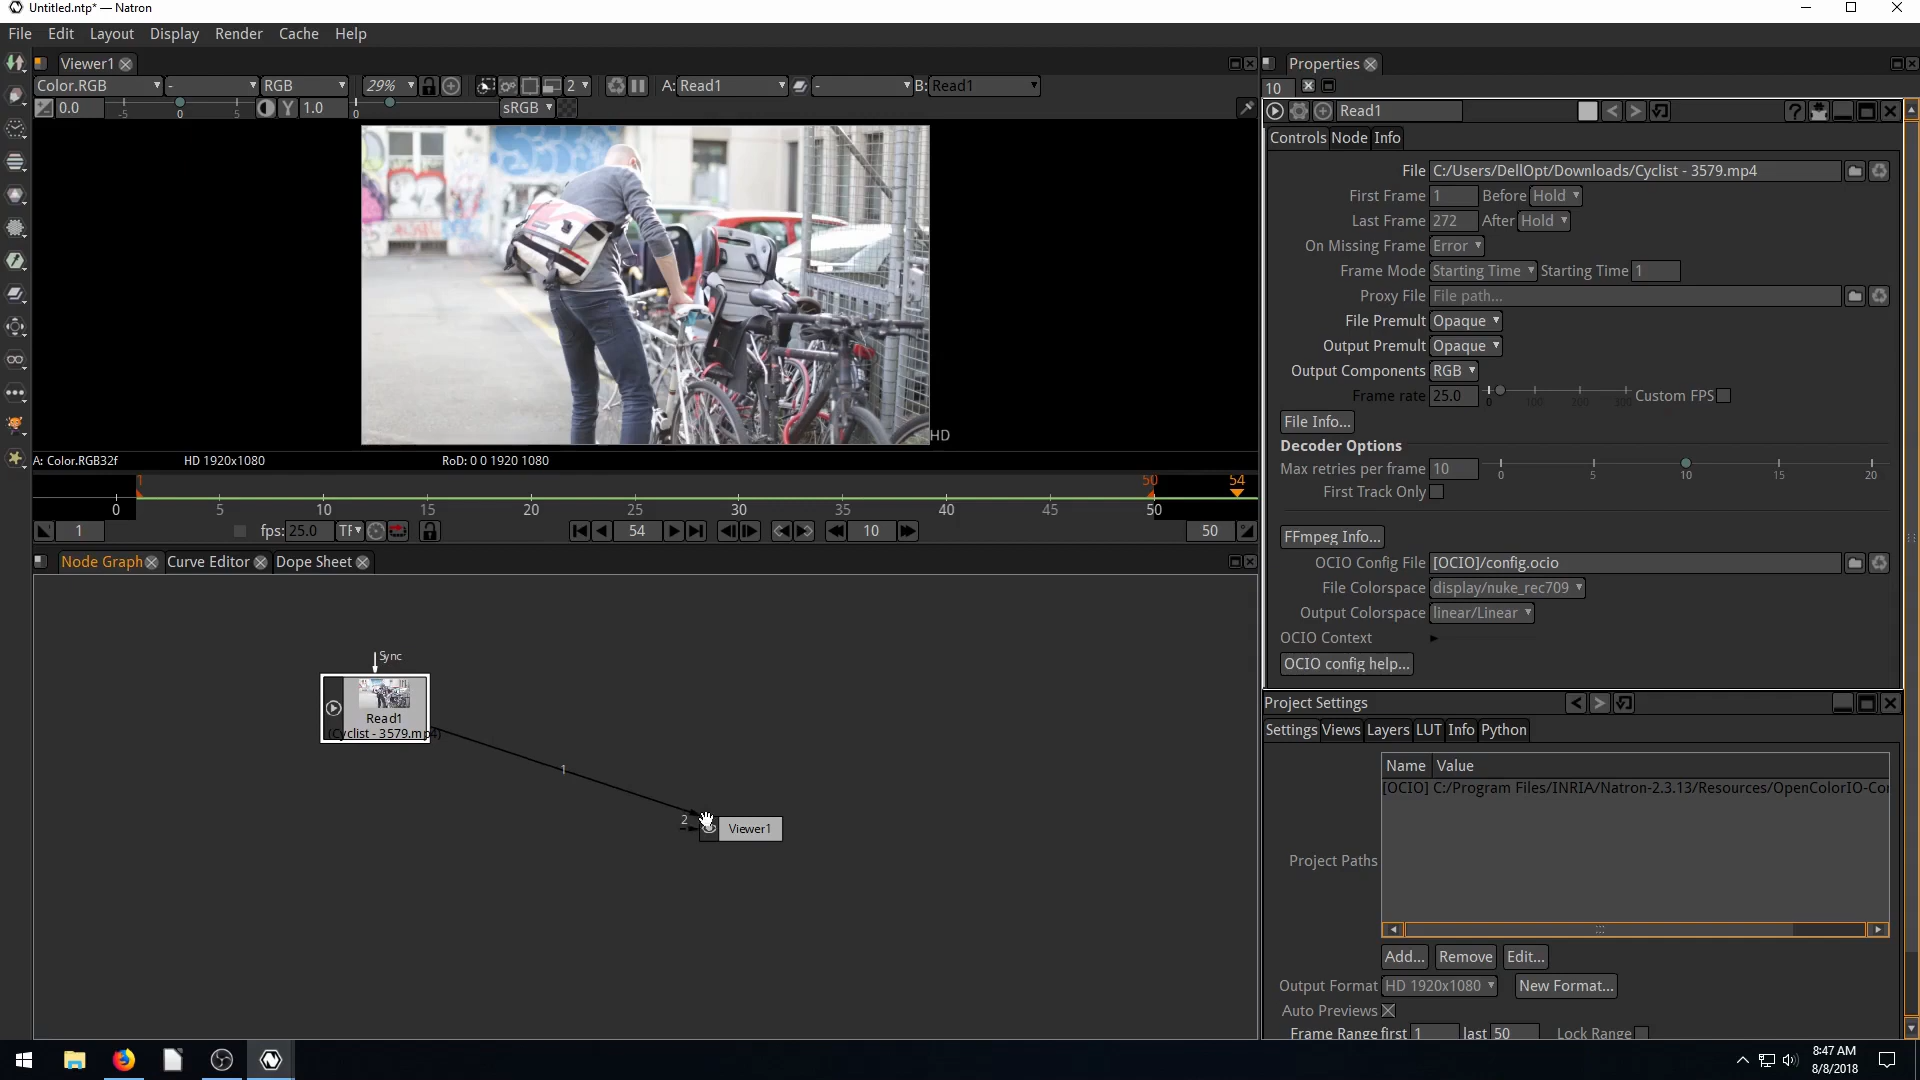 Untitled.ntp* — Natron
File Edit Layout Display Render Cache Help
Viewer1
Color.RGB - RGB 29% 2 A: Read1 - B: Read1
0.0 -5 0 5 Y 1.0 0 sRGB
HD
A: Color.RGB32f HD 1920x1080 RoD: 0 0 1920 1080
1 50 54
0 5 10 15 20 25 30 35 40 45 50
1 fps: 25.0 TF 54 10 50
Node Graph Curve Editor Dope Sheet
Sync
Read1
(Cyclist - 3579.mp4)
1
2 Viewer1
Properties
10
Read1 ?
Controls Node Info
File C:/Users/DellOpt/Downloads/Cyclist - 3579.mp4
First Frame 1 Before Hold
Last Frame 272 After Hold
On Missing Frame Error
Frame Mode Starting Time Starting Time 1
Proxy File File path...
File Premult Opaque
Output Premult Opaque
Output Components RGB
Frame rate 25.0 0 100 200 300 Custom FPS
File Info...
Decoder Options
Max retries per frame 10 0 5 10 15 20
First Track Only
FFmpeg Info...
OCIO Config File [OCIO]/config.ocio
File Colorspace display/nuke_rec709
Output Colorspace linear/Linear
OCIO Context
OCIO config help...
Project Settings
Settings Views Layers LUT Info Python
Name Value
[OCIO] C:/Program Files/INRIA/Natron-2.3.13/Resources/OpenColorIO-Co
Project Paths
Add... Remove Edit...
Output Format HD 1920x1080 New Format...
Auto Previews
Frame Range first 1 last 50 Lock Range
8:47 AM
8/8/2018